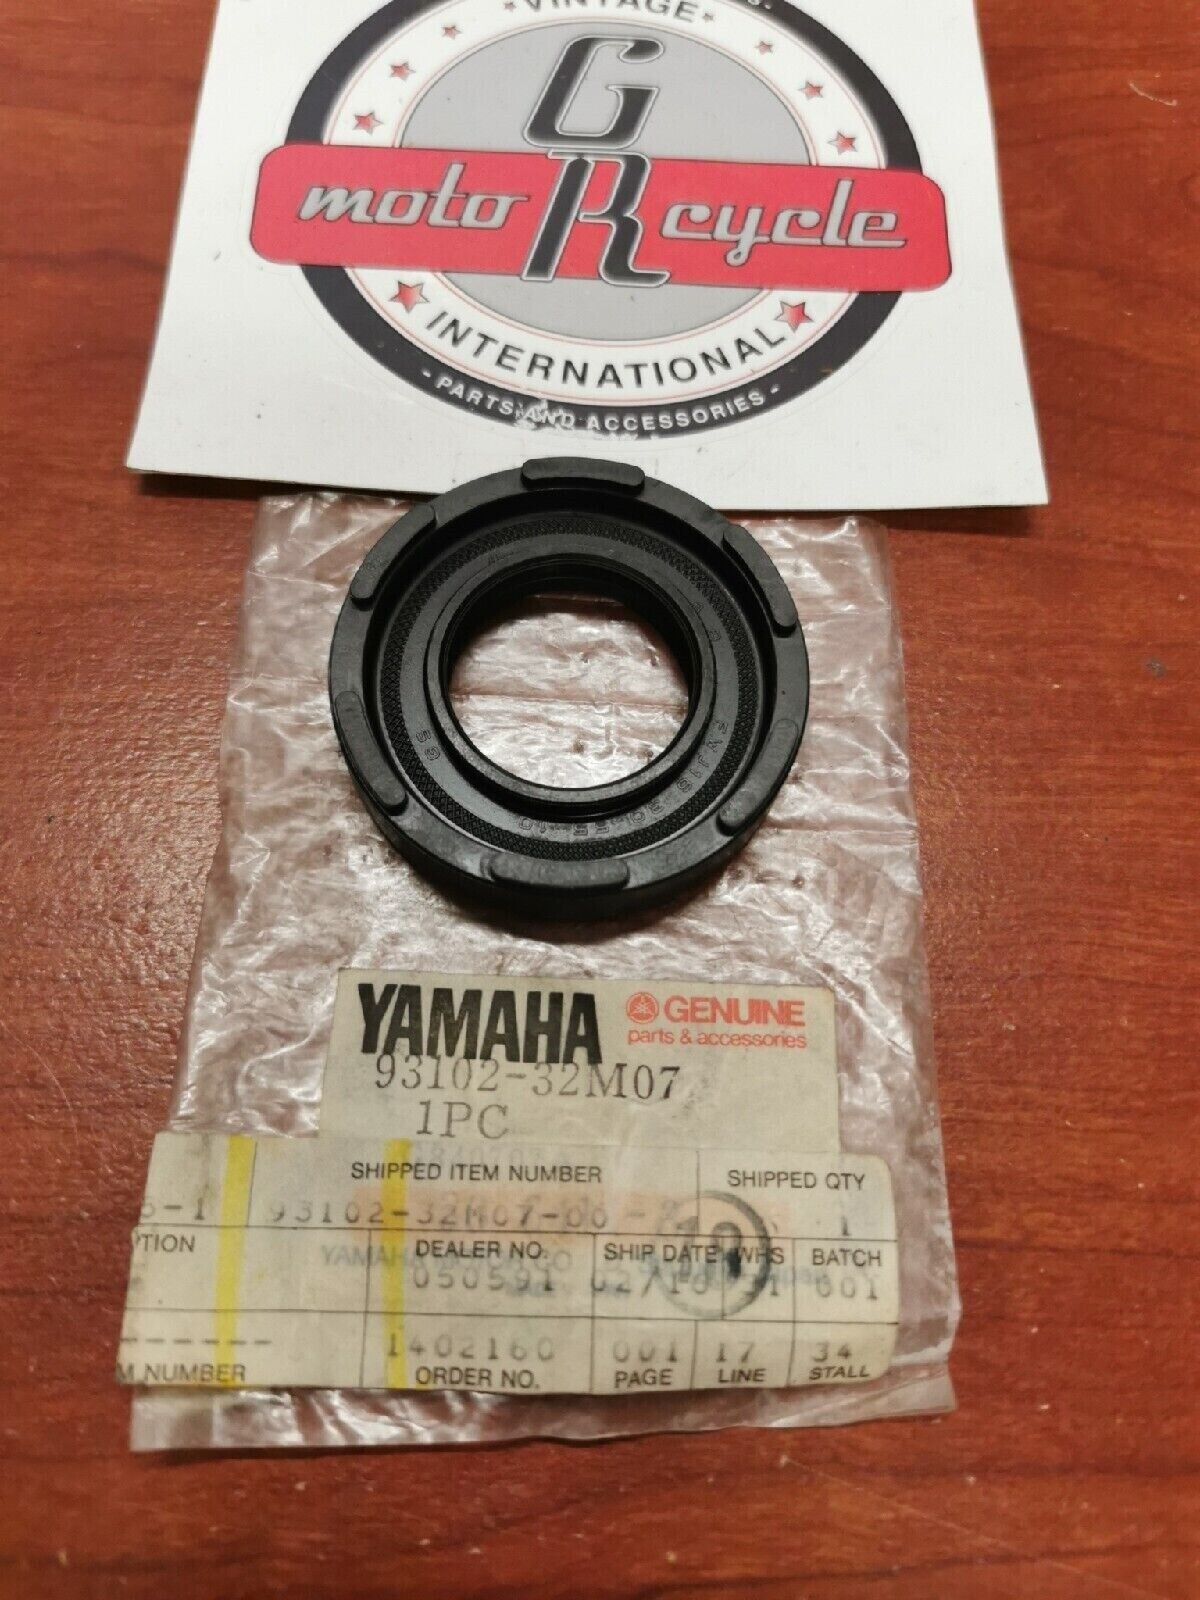 VINTAGE
GR
moto cycle
INTERNATIONAL
- PARTS AND ACCESSORIES -
YAMAHA GENUINE
parts & accessories
93102-32M07
1PC
SHIPPED ITEM NUMBER SHIPPED QTY
-1 93102-32M07-00 1
DEALER NO. SHIP DATE WHS BATCH
050591 001
1402160 001 17 34
NUMBER ORDER NO. PAGE LINE STALL